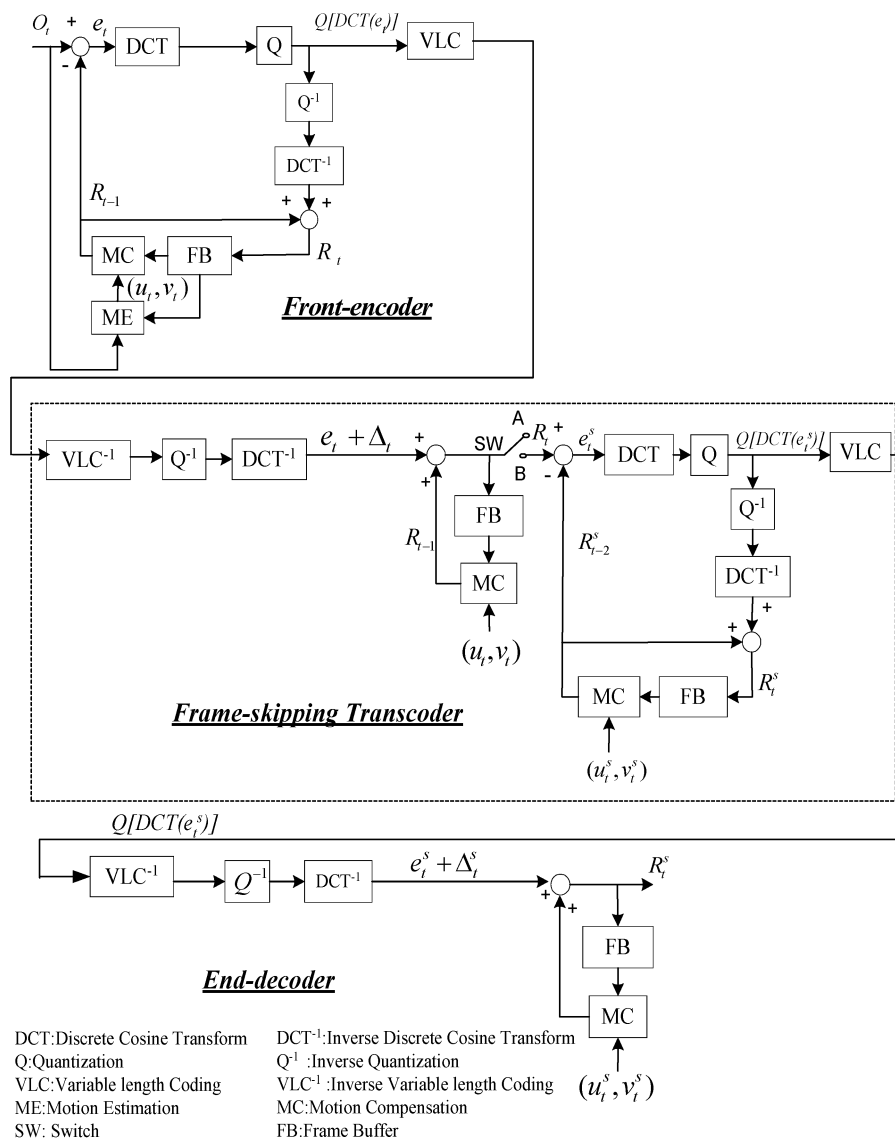 O_t + e_t DCT Q Q[DCT(e_t)] VLC
-
Q⁻¹
DCT⁻¹
R_{t-1} + +
MC FB R_t
(u_t, v_t)
ME
Front-encoder
VLC⁻¹ Q⁻¹ DCT⁻¹ e_t + Δ_t + SW A R_t + e_t^s DCT Q Q[DCT(e_t^s)] VLC
+ B -
FB Q⁻¹
R_{t-1} R_{t-2}^s
MC DCT⁻¹
+
(u_t, v_t) +
R_t^s
MC FB
Frame-skipping Transcoder
(u_t^s, v_t^s)
Q[DCT(e_t^s)]
VLC⁻¹ Q⁻¹ DCT⁻¹ e_t^s + Δ_t^s R_t^s
+ +
FB
End-decoder
MC
(u_t^s, v_t^s)
DCT:Discrete Cosine Transform DCT⁻¹:Inverse Discrete Cosine Transform
Q:Quantization Q⁻¹ :Inverse Quantization
VLC:Variable length Coding VLC⁻¹ :Inverse Variable length Coding
ME:Motion Estimation MC:Motion Compensation
SW: Switch FB:Frame Buffer